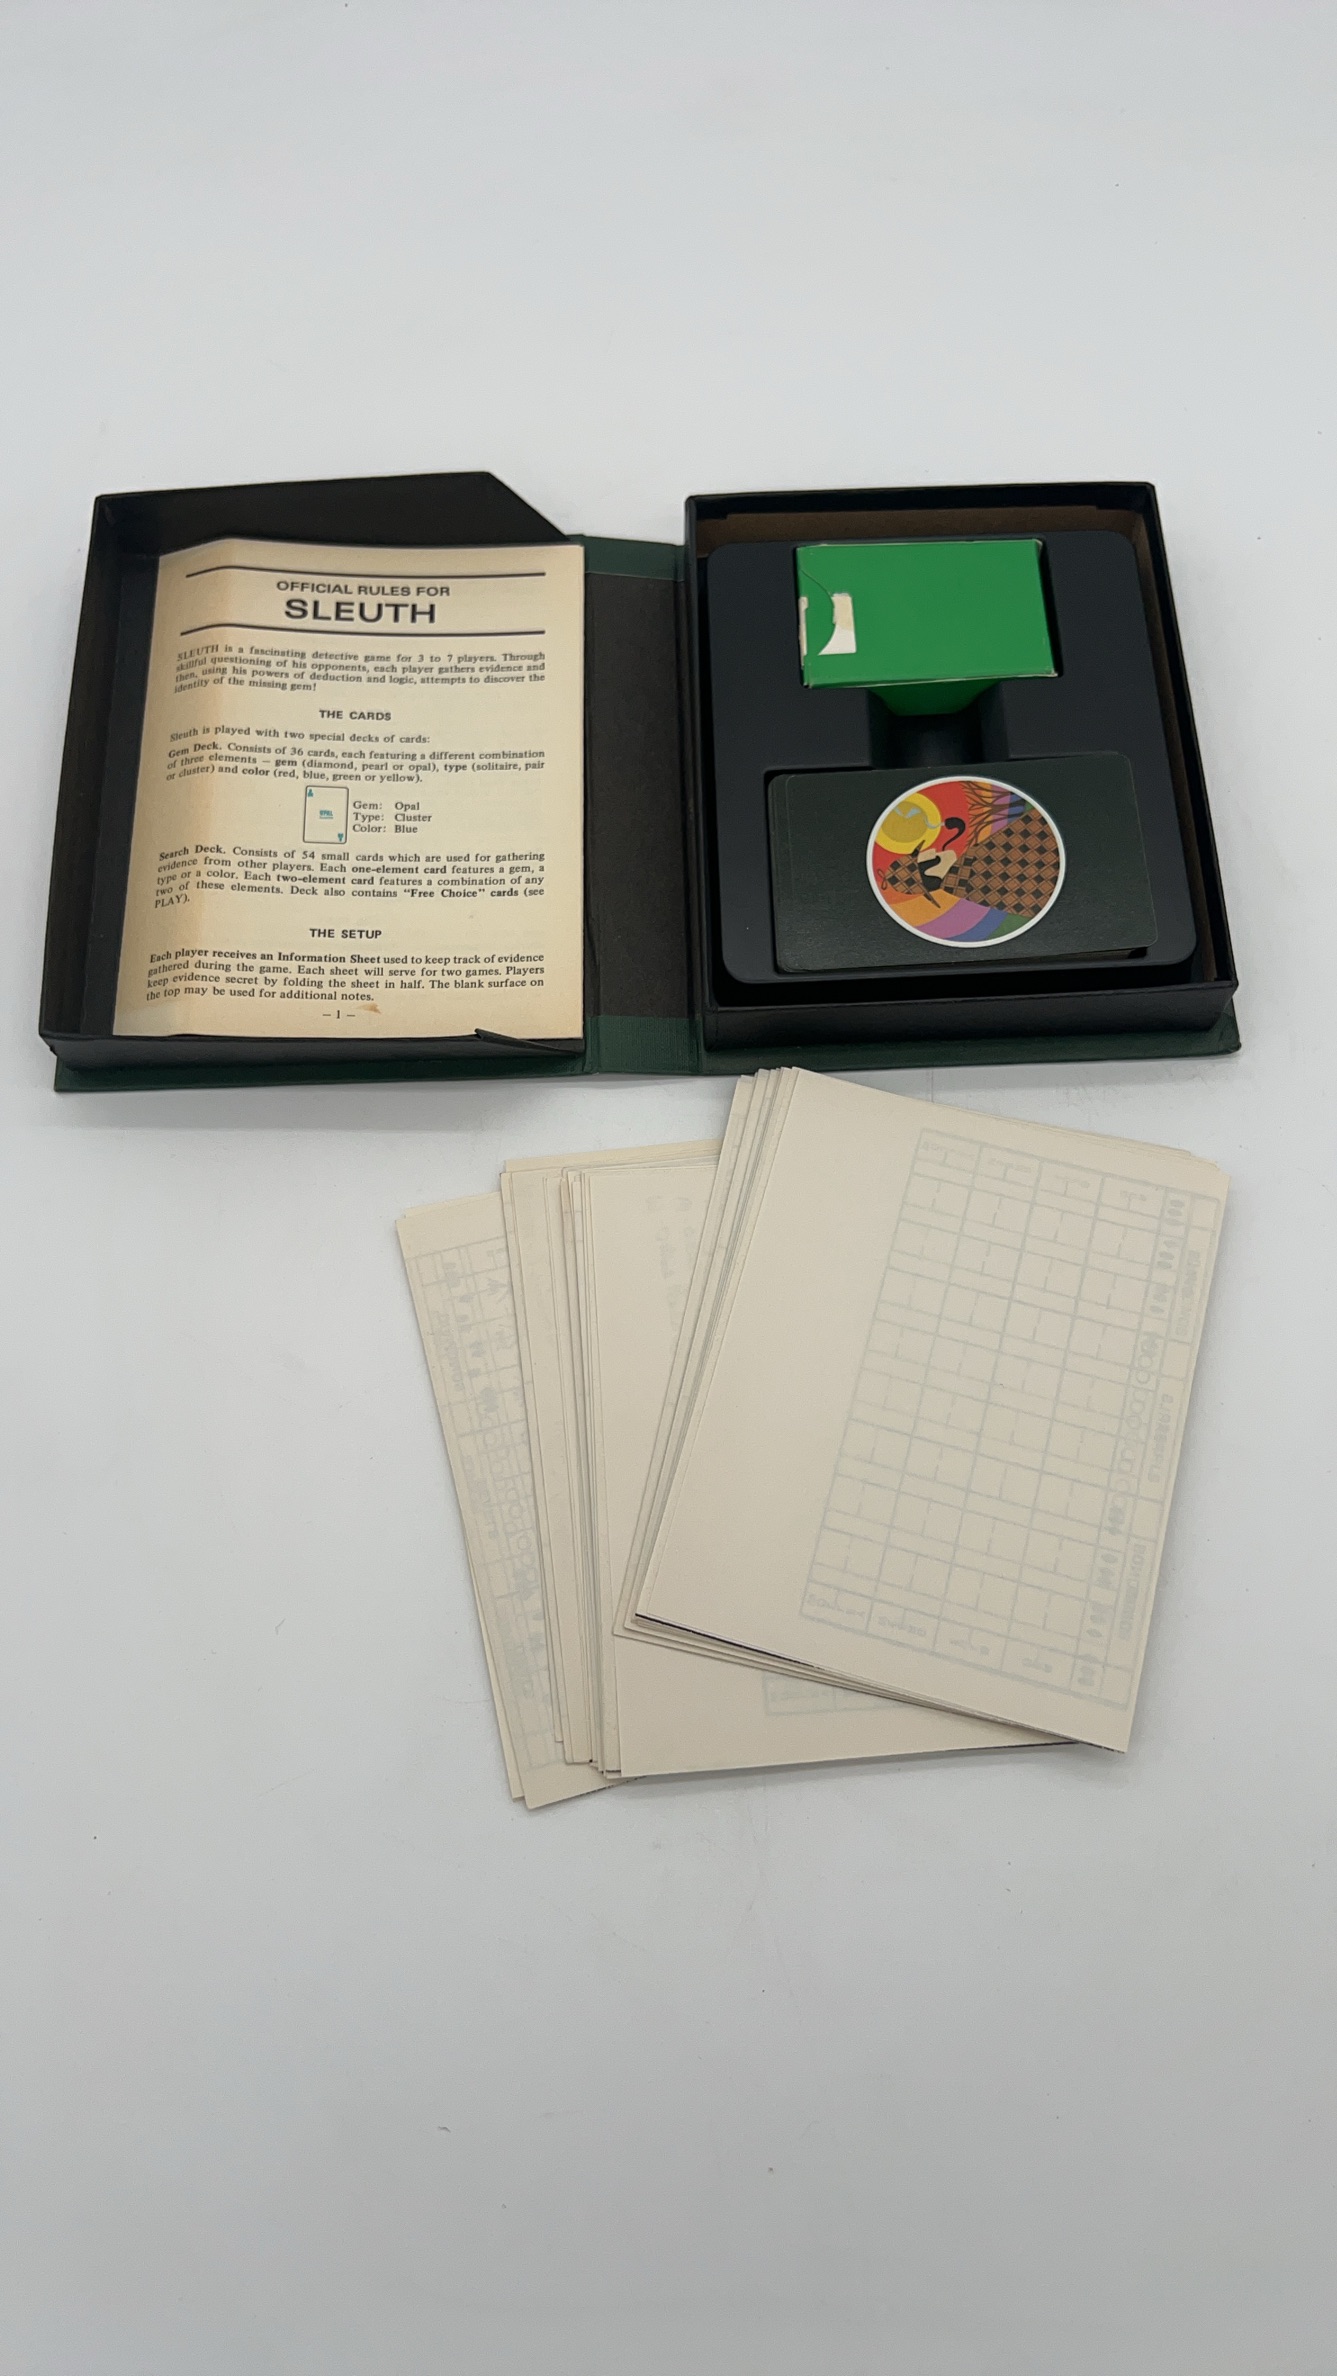 OFFICIAL RULES FOR
SLEUTH
SLEUTH is a fascinating detective game for 3 to 7 players. Through
skillful questioning of his opponents, each player gathers evidence and
then, using his powers of deduction and logic, attempts to discover the
identity of the missing gem!
THE CARDS
Sleuth is played with two special decks of cards:
Gem Deck. Consists of 36 cards, each featuring a different combination
of three elements — gem (diamond, pearl or opal), type (solitaire, pair
or cluster) and color (red, blue, green or yellow).
OPAL
Gem: Opal
Type: Cluster
Color: Blue
Search Deck. Consists of 54 small cards which are used for gathering
evidence from other players. Each one-element card features a gem, a
type or a color. Each two-element card features a combination of any
two of these elements. Deck also contains "Free Choice" cards (see
PLAY).
THE SETUP
Each player receives an Information Sheet used to keep track of evidence
gathered during the game. Each sheet will serve for two games. Players
keep evidence secret by folding the sheet in half. The blank surface on
the top may be used for additional notes.
— 1 —